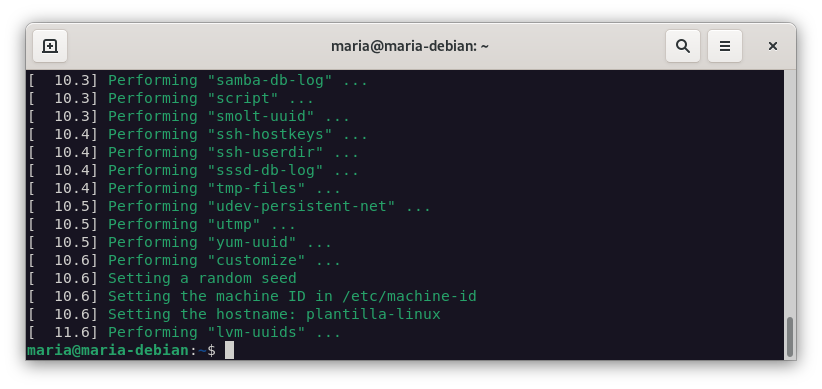 maria@maria-debian: ~
[  10.3] Performing "samba-db-log" ...
[  10.3] Performing "script" ...
[  10.3] Performing "smolt-uuid" ...
[  10.4] Performing "ssh-hostkeys" ...
[  10.4] Performing "ssh-userdir" ...
[  10.4] Performing "sssd-db-log" ...
[  10.4] Performing "tmp-files" ...
[  10.5] Performing "udev-persistent-net" ...
[  10.5] Performing "utmp" ...
[  10.5] Performing "yum-uuid" ...
[  10.6] Performing "customize" ...
[  10.6] Setting a random seed
[  10.6] Setting the machine ID in /etc/machine-id
[  10.6] Setting the hostname: plantilla-linux
[  11.6] Performing "lvm-uuids" ...
maria@maria-debian:~$